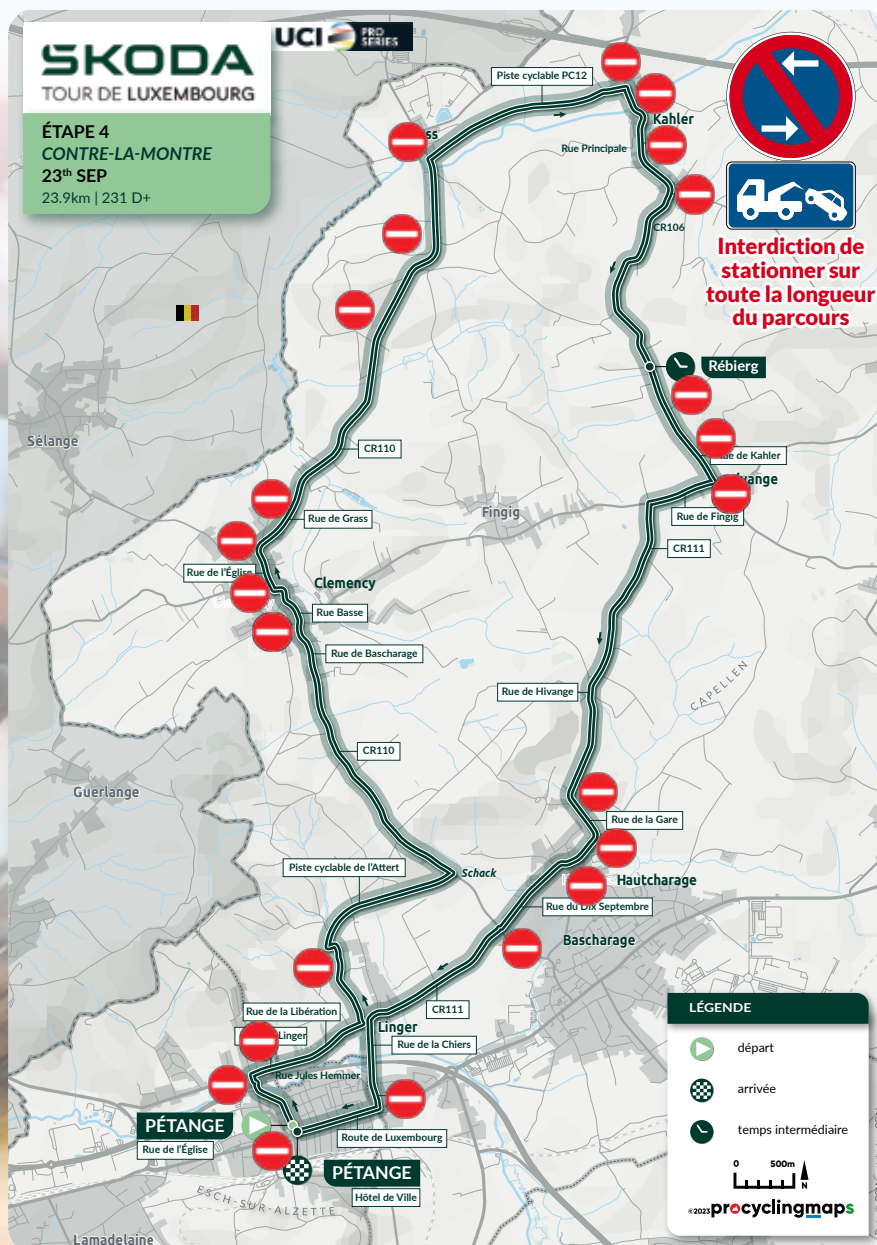 ŠKODA
TOUR DE LUXEMBOURG
UCI PRO
SERIES
ÉTAPE 4
CONTRE-LA-MONTRE
23th SEP
23.9km | 231 D+
Piste cyclable PC12
Kahler
Rue Principale
CR106
Interdiction de
stationner sur
toute la longueur
du parcours
Rébierg
Sélange
CR110
Rue de Kahler
Rue de Grass
Fingig
Rue de Fingig
CR111
Rue de l'Église
Clemency
Rue Basse
Rue de Bascharage
Rue de Hivange
CAPELLEN
CR110
Guerlange
Rue de la Gare
Piste cyclable de l'Attert
Schack
Hautcharage
Rue du Dix Septembre
Bascharage
Rue de la Libération
CR111
Linger
Linger
Rue de la Chiers
Rue Jules Hemmer
PÉTANGE
Rue de l'Église
Route de Luxembourg
PÉTANGE
Hôtel de Ville
ESCH-SUR-ALZETTE
Lamadelaine
LÉGENDE
départ
arrivée
temps intermédiaire
0 500m N
©2023 procyclingmaps